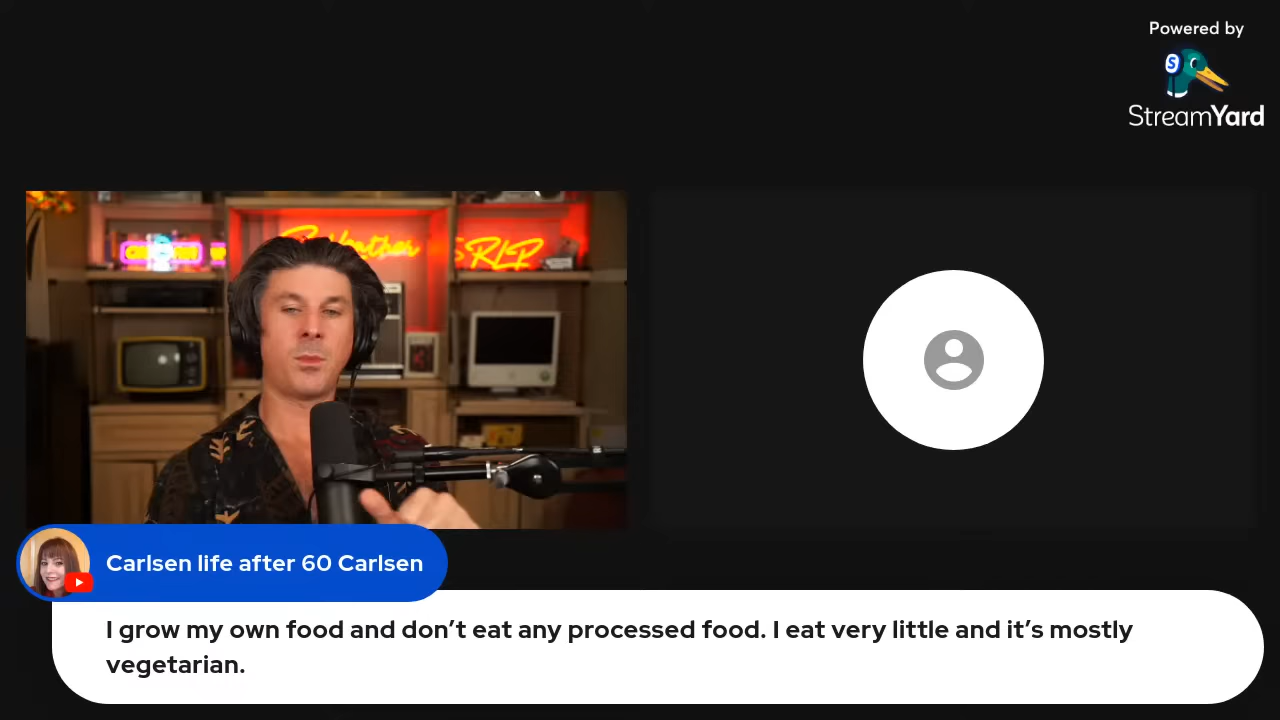 Powered by
S
StreamYard
SRLP
Carlsen life after 60 Carlsen
I grow my own food and don’t eat any processed food. I eat very little and it’s mostly
vegetarian.